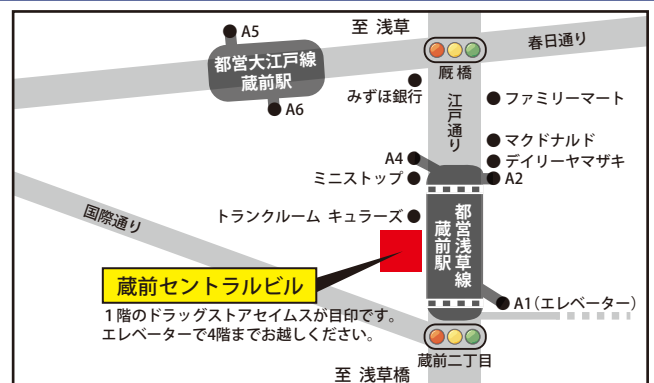 至 浅草
A5
春日通り
都営大江戸線
蔵前駅
厩橋
みずほ銀行
A6
江戸通り
ファミリーマート
マクドナルド
A4
デイリーヤマザキ
ミニストップ
A2
国際通り
トランクルーム キュラーズ
都営浅草線
蔵前駅
蔵前セントラルビル
A1(エレベーター)
1階のドラッグストアセイムスが目印です。
エレベーターで4階までお越しください。
蔵前二丁目
至 浅草橋